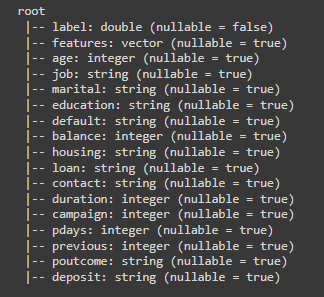 root
|-- label: double (nullable = false)
|-- features: vector (nullable = true)
|-- age: integer (nullable = true)
|-- job: string (nullable = true)
|-- marital: string (nullable = true)
|-- education: string (nullable = true)
|-- default: string (nullable = true)
|-- balance: integer (nullable = true)
|-- housing: string (nullable = true)
|-- loan: string (nullable = true)
|-- contact: string (nullable = true)
|-- duration: integer (nullable = true)
|-- campaign: integer (nullable = true)
|-- pdays: integer (nullable = true)
|-- previous: integer (nullable = true)
|-- poutcome: string (nullable = true)
|-- deposit: string (nullable = true)